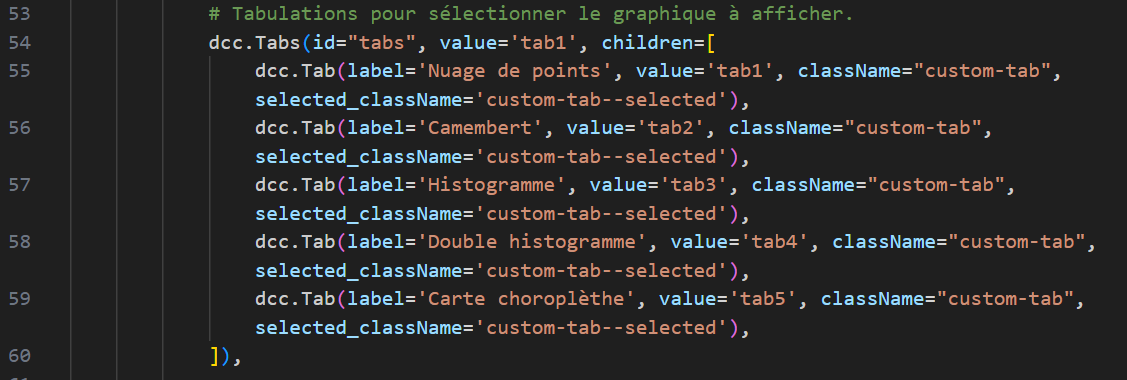 53 # Tabulations pour sélectionner le graphique à afficher.
54 dcc.Tabs(id="tabs", value='tab1', children=[
55 dcc.Tab(label='Nuage de points', value='tab1', className="custom-tab",
selected_className='custom-tab--selected'),
56 dcc.Tab(label='Camembert', value='tab2', className="custom-tab",
selected_className='custom-tab--selected'),
57 dcc.Tab(label='Histogramme', value='tab3', className="custom-tab",
selected_className='custom-tab--selected'),
58 dcc.Tab(label='Double histogramme', value='tab4', className="custom-tab",
selected_className='custom-tab--selected'),
59 dcc.Tab(label='Carte choroplèthe', value='tab5', className="custom-tab",
selected_className='custom-tab--selected'),
60 ]),